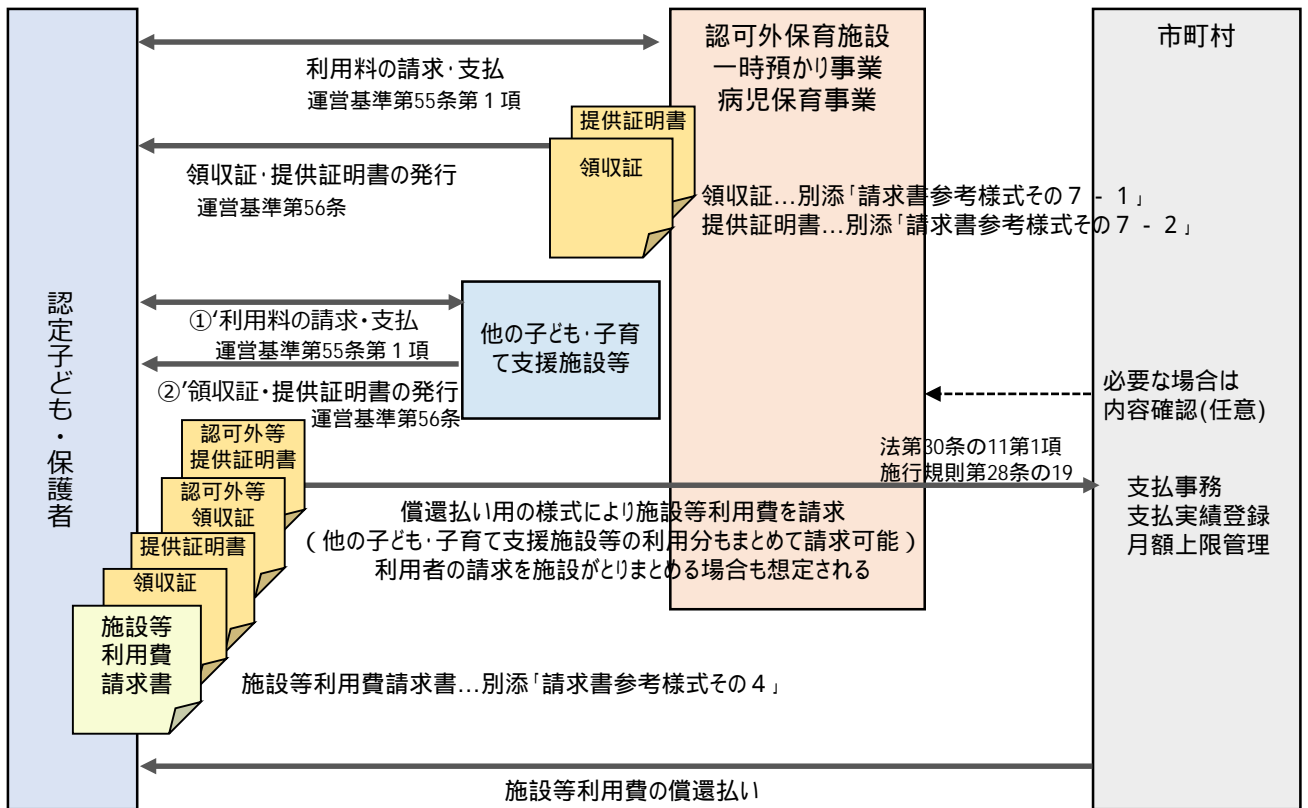 認可外保育施設
一時預かり事業
病児保育事業
市町村
利用料の請求・支払
運営基準第55条第１項
提供証明書
領収証
領収証・提供証明書の発行
運営基準第56条
領収証…別添「請求書参考様式その７‐１」
提供証明書…別添「請求書参考様式その７‐２」
認定子ども・保護者
①'利用料の請求・支払
運営基準第55条第１項
他の子ども・子育
て支援施設等
②'領収証・提供証明書の発行
運営基準第56条
必要な場合は
内容確認(任意)
認可外等
提供証明書
認可外等
領収証
提供証明書
領収証
施設等
利用費
請求書
法第30条の11第1項
施行規則第28条の19
償還払い用の様式により施設等利用費を請求
（他の子ども・子育て支援施設等の利用分もまとめて請求可能）
利用者の請求を施設がとりまとめる場合も想定される
支払事務
支払実績登録
月額上限管理
施設等利用費請求書…別添「請求書参考様式その４」
施設等利用費の償還払い